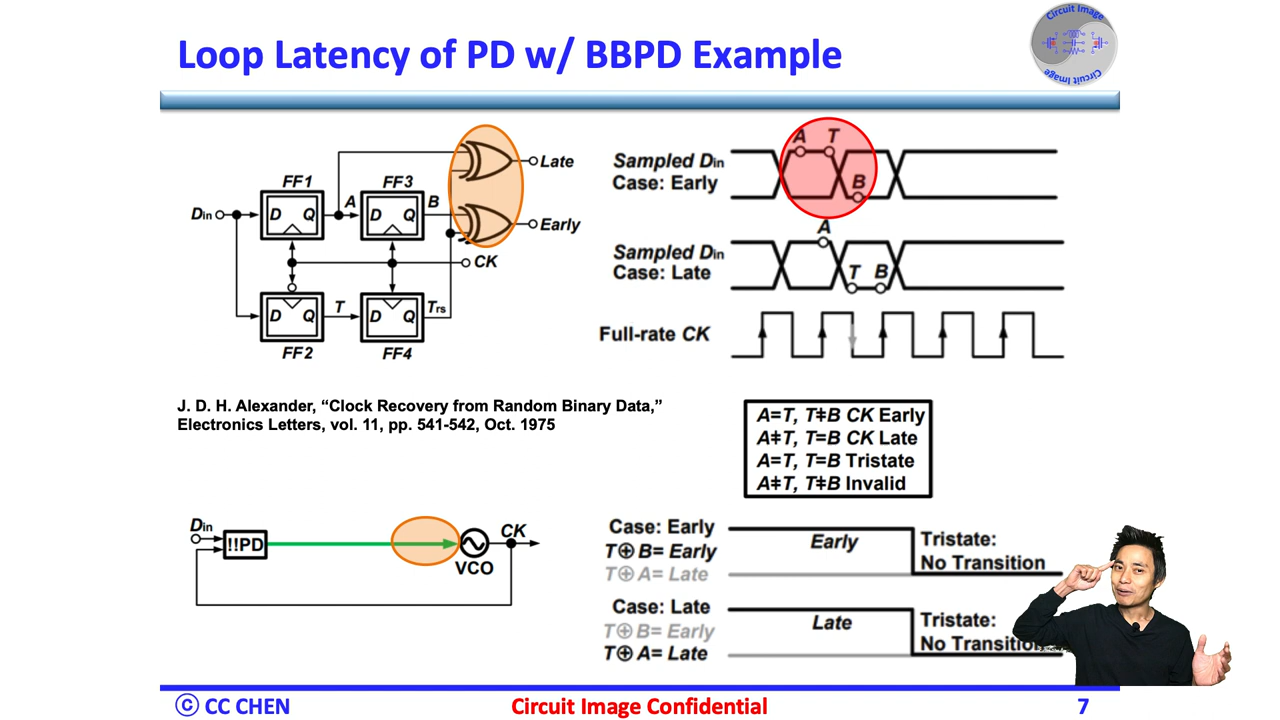 Loop Latency of PD w/ BBPD Example
Circuit Image
Circuit Image
FF1
FF3
Din
D Q
A
D Q
B
Late
Early
CK
D Q
T
D Q
Trs
FF2
FF4
Sampled Din
Case: Early
A T
B
Sampled Din
Case: Late
A
T B
Full-rate CK
J. D. H. Alexander, “Clock Recovery from Random Binary Data,”
Electronics Letters, vol. 11, pp. 541-542, Oct. 1975
A=T, T≠B CK Early
A≠T, T=B CK Late
A=T, T=B Tristate
A≠T, T≠B Invalid
Din
!!PD
VCO
CK
Case: Early
T⊕B= Early
T⊕A= Late
Early
Tristate:
No Transition
Case: Late
T⊕B= Early
T⊕A= Late
Late
Tristate:
No Transitio
© CC CHEN
Circuit Image Confidential
7